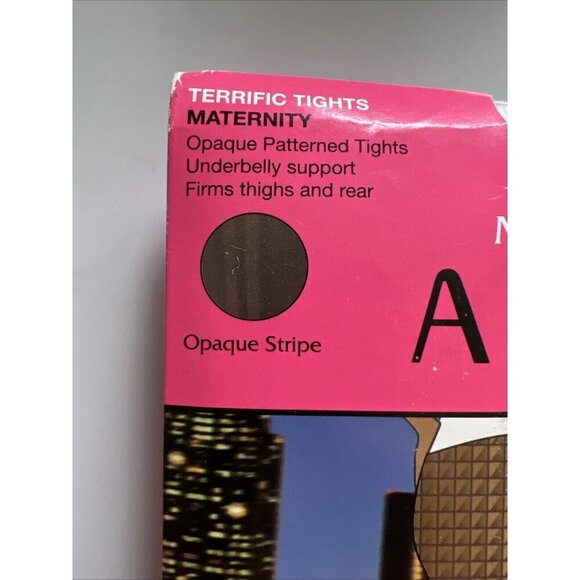 TERRIFIC TIGHTS
MATERNITY
Opaque Patterned Tights
Underbelly support
Firms thighs and rear
Opaque Stripe
A